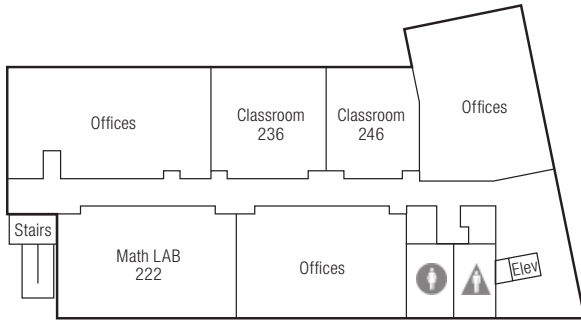 Offices
Classroom
236
Classroom
246
Offices
Stairs
Math LAB
222
Offices
Elev